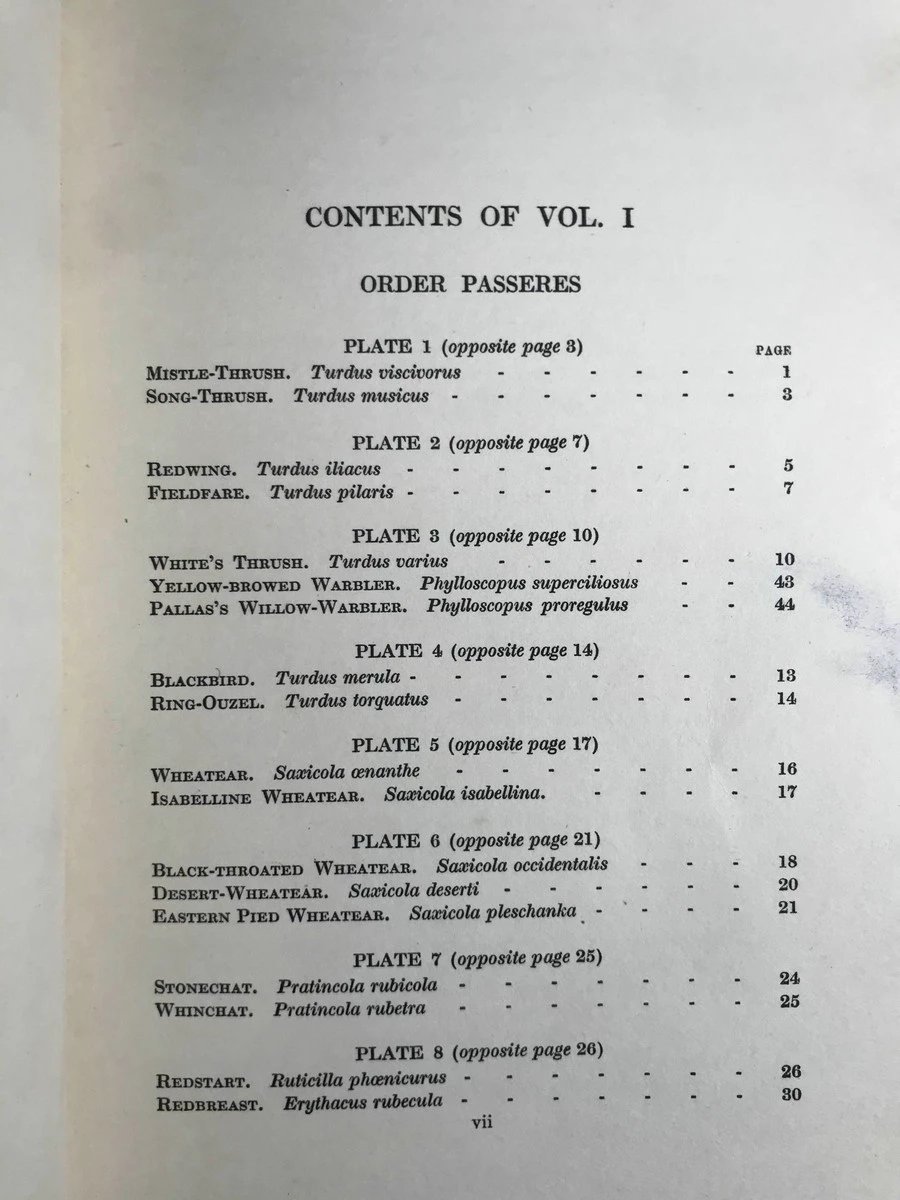 CONTENTS OF VOL. I
ORDER PASSERES
PLATE 1 (opposite page 3)
PAGE
MISTLE-THRUSH. Turdus viscivorus - - - - - - 1
SONG-THRUSH. Turdus musicus - - - - - - - 3
PLATE 2 (opposite page 7)
REDWING. Turdus iliacus - - - - - - - - 5
FIELDFARE. Turdus pilaris - - - - - - - - 7
PLATE 3 (opposite page 10)
WHITE'S THRUSH. Turdus varius - - - - - - 10
YELLOW-BROWED WARBLER. Phylloscopus superciliosus - - 43
PALLAS'S WILLOW-WARBLER. Phylloscopus proregulus - - 44
PLATE 4 (opposite page 14)
BLACKBIRD. Turdus merula - - - - - - - - 13
RING-OUZEL. Turdus torquatus - - - - - - - 14
PLATE 5 (opposite page 17)
WHEATEAR. Saxicola œnanthe - - - - - - - 16
ISABELLINE WHEATEAR. Saxicola isabellina. - - - - 17
PLATE 6 (opposite page 21)
BLACK-THROATED WHEATEAR. Saxicola occidentalis - - - 18
DESERT-WHEATEAR. Saxicola deserti - - - - - - 20
EASTERN PIED WHEATEAR. Saxicola pleschanka - - - - 21
PLATE 7 (opposite page 25)
STONECHAT. Pratincola rubicola - - - - - - - 24
WHINCHAT. Pratincola rubetra - - - - - - - 25
PLATE 8 (opposite page 26)
REDSTART. Ruticilla phœnicurus - - - - - - - 26
REDBREAST. Erythacus rubecula - - - - - - - 30
vii